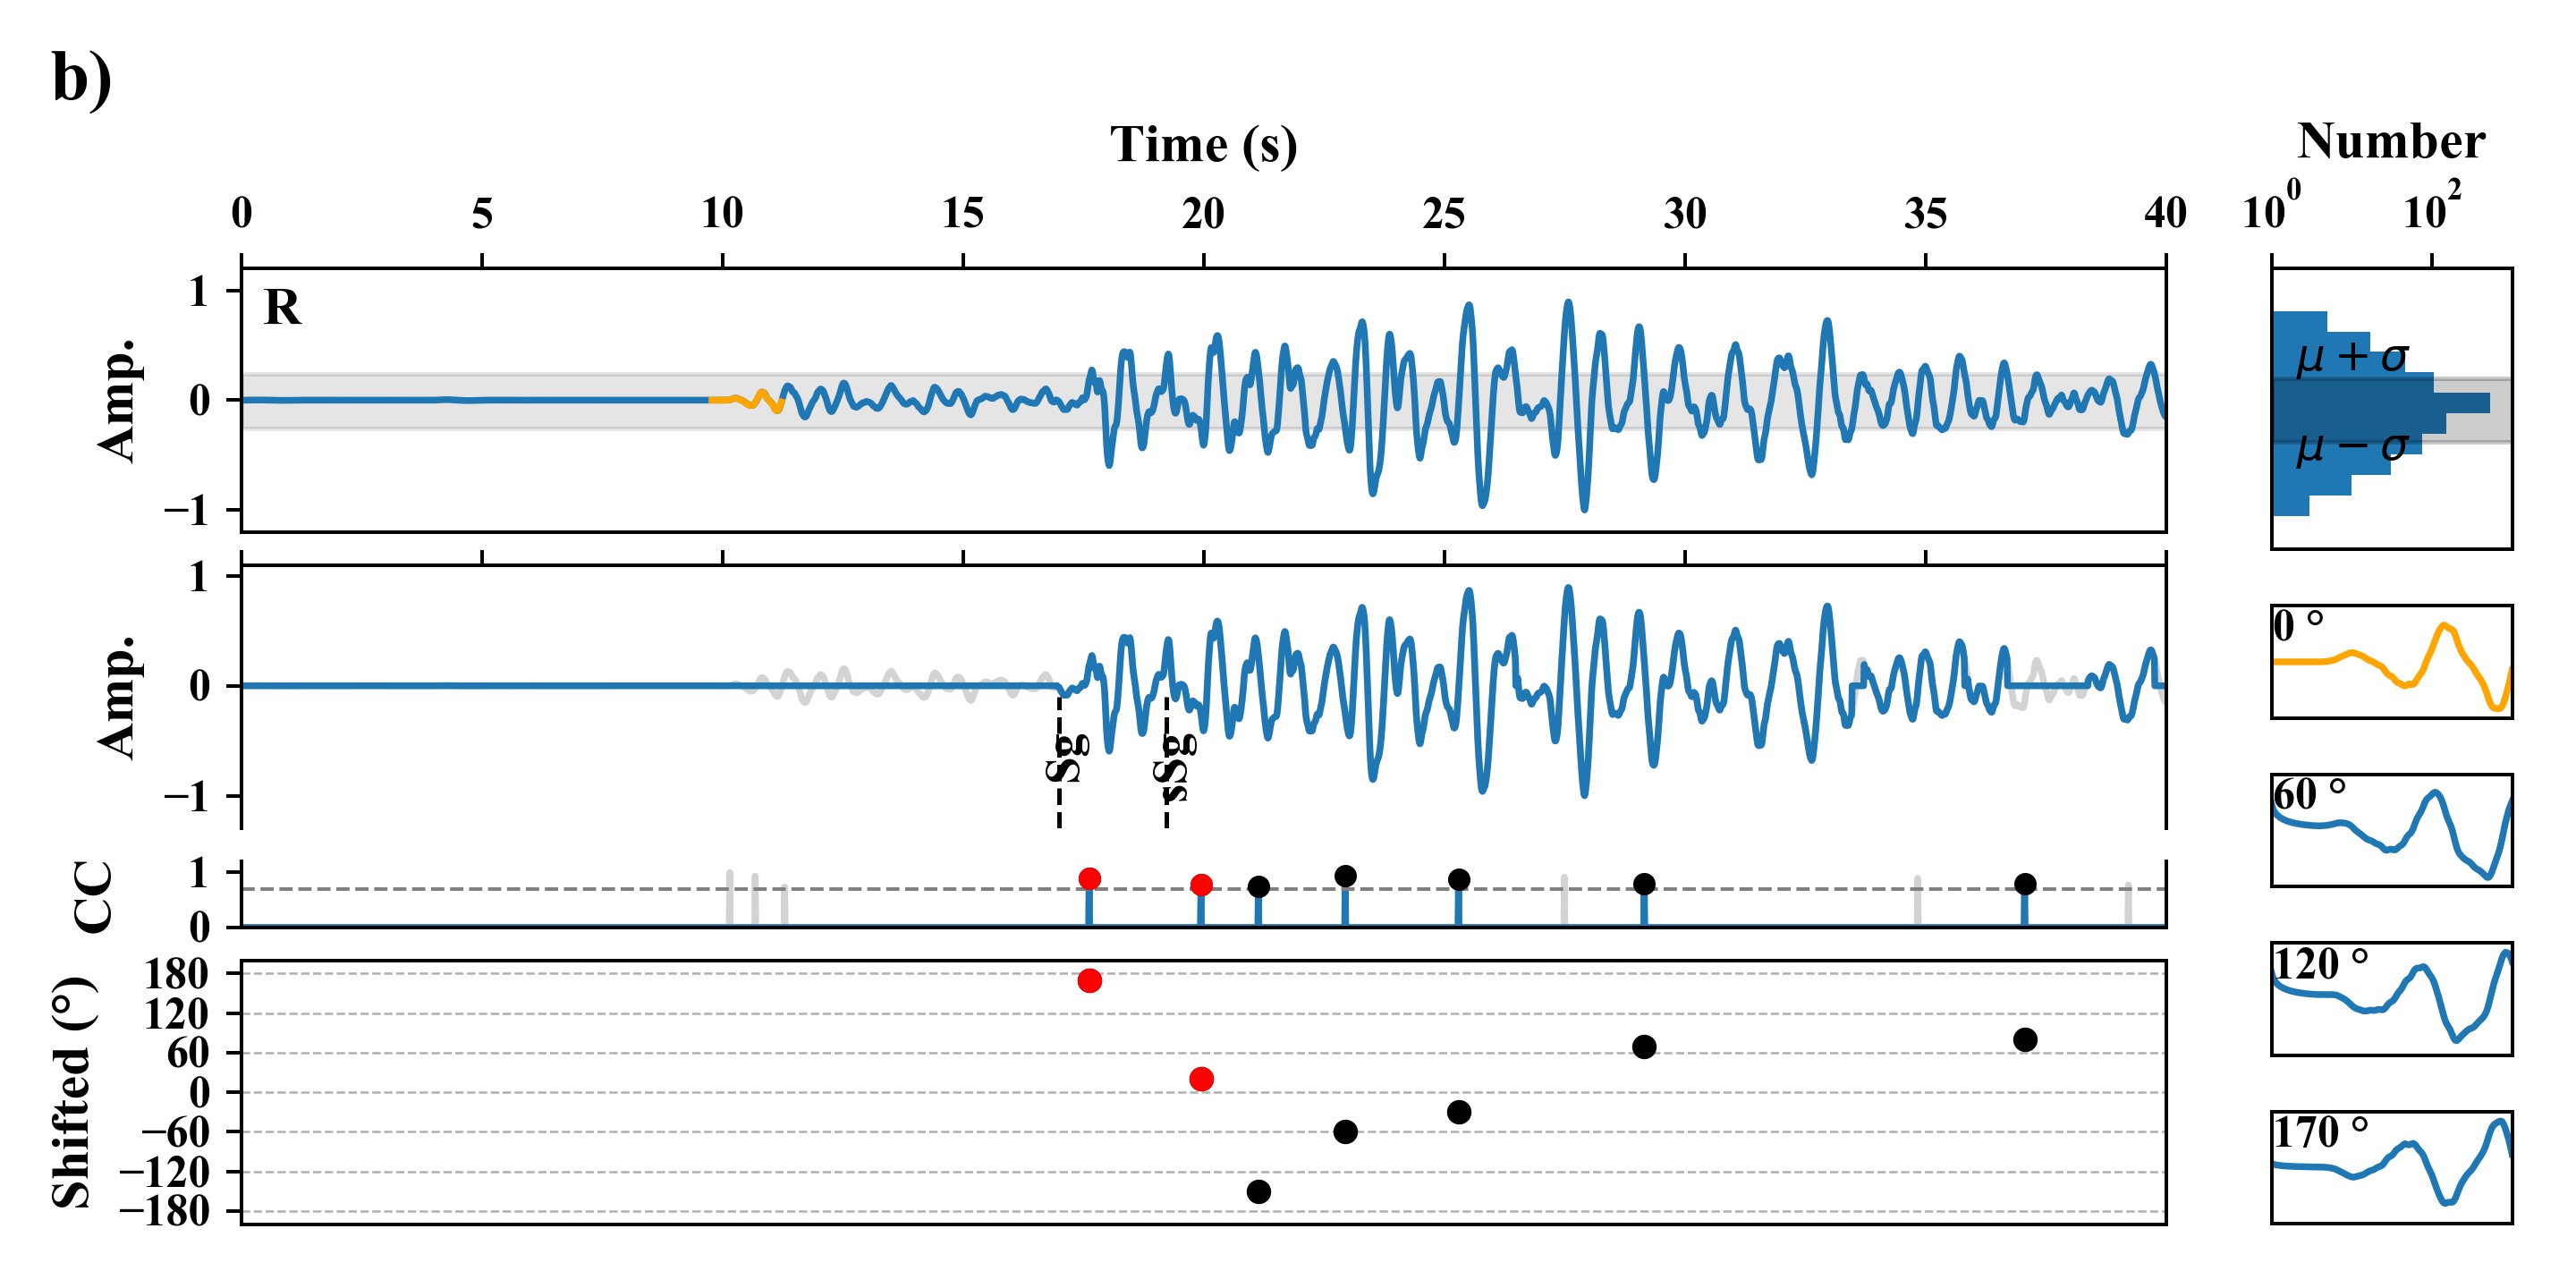 b)
Time (s)
Number
0 5 10 15 20 25 30 35 40
10^0 10^2
Amp.
1
0
−1
R
μ + σ
μ − σ
Amp.
1
0
−1
Sg
sSg
CC
1
0
Shifted (°)
180
120
60
0
−60
−120
−180
0 °
60 °
120 °
170 °